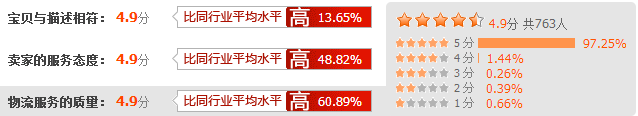 宝贝与描述相符： 4.9分 比同行业平均水平 高 13.65%
卖家的服务态度： 4.9分 比同行业平均水平 高 48.82%
物流服务的质量： 4.9分 比同行业平均水平 高 60.89%
4.9分 共763人
5分 97.25%
4分 1.44%
3分 0.26%
2分 0.39%
1分 0.66%